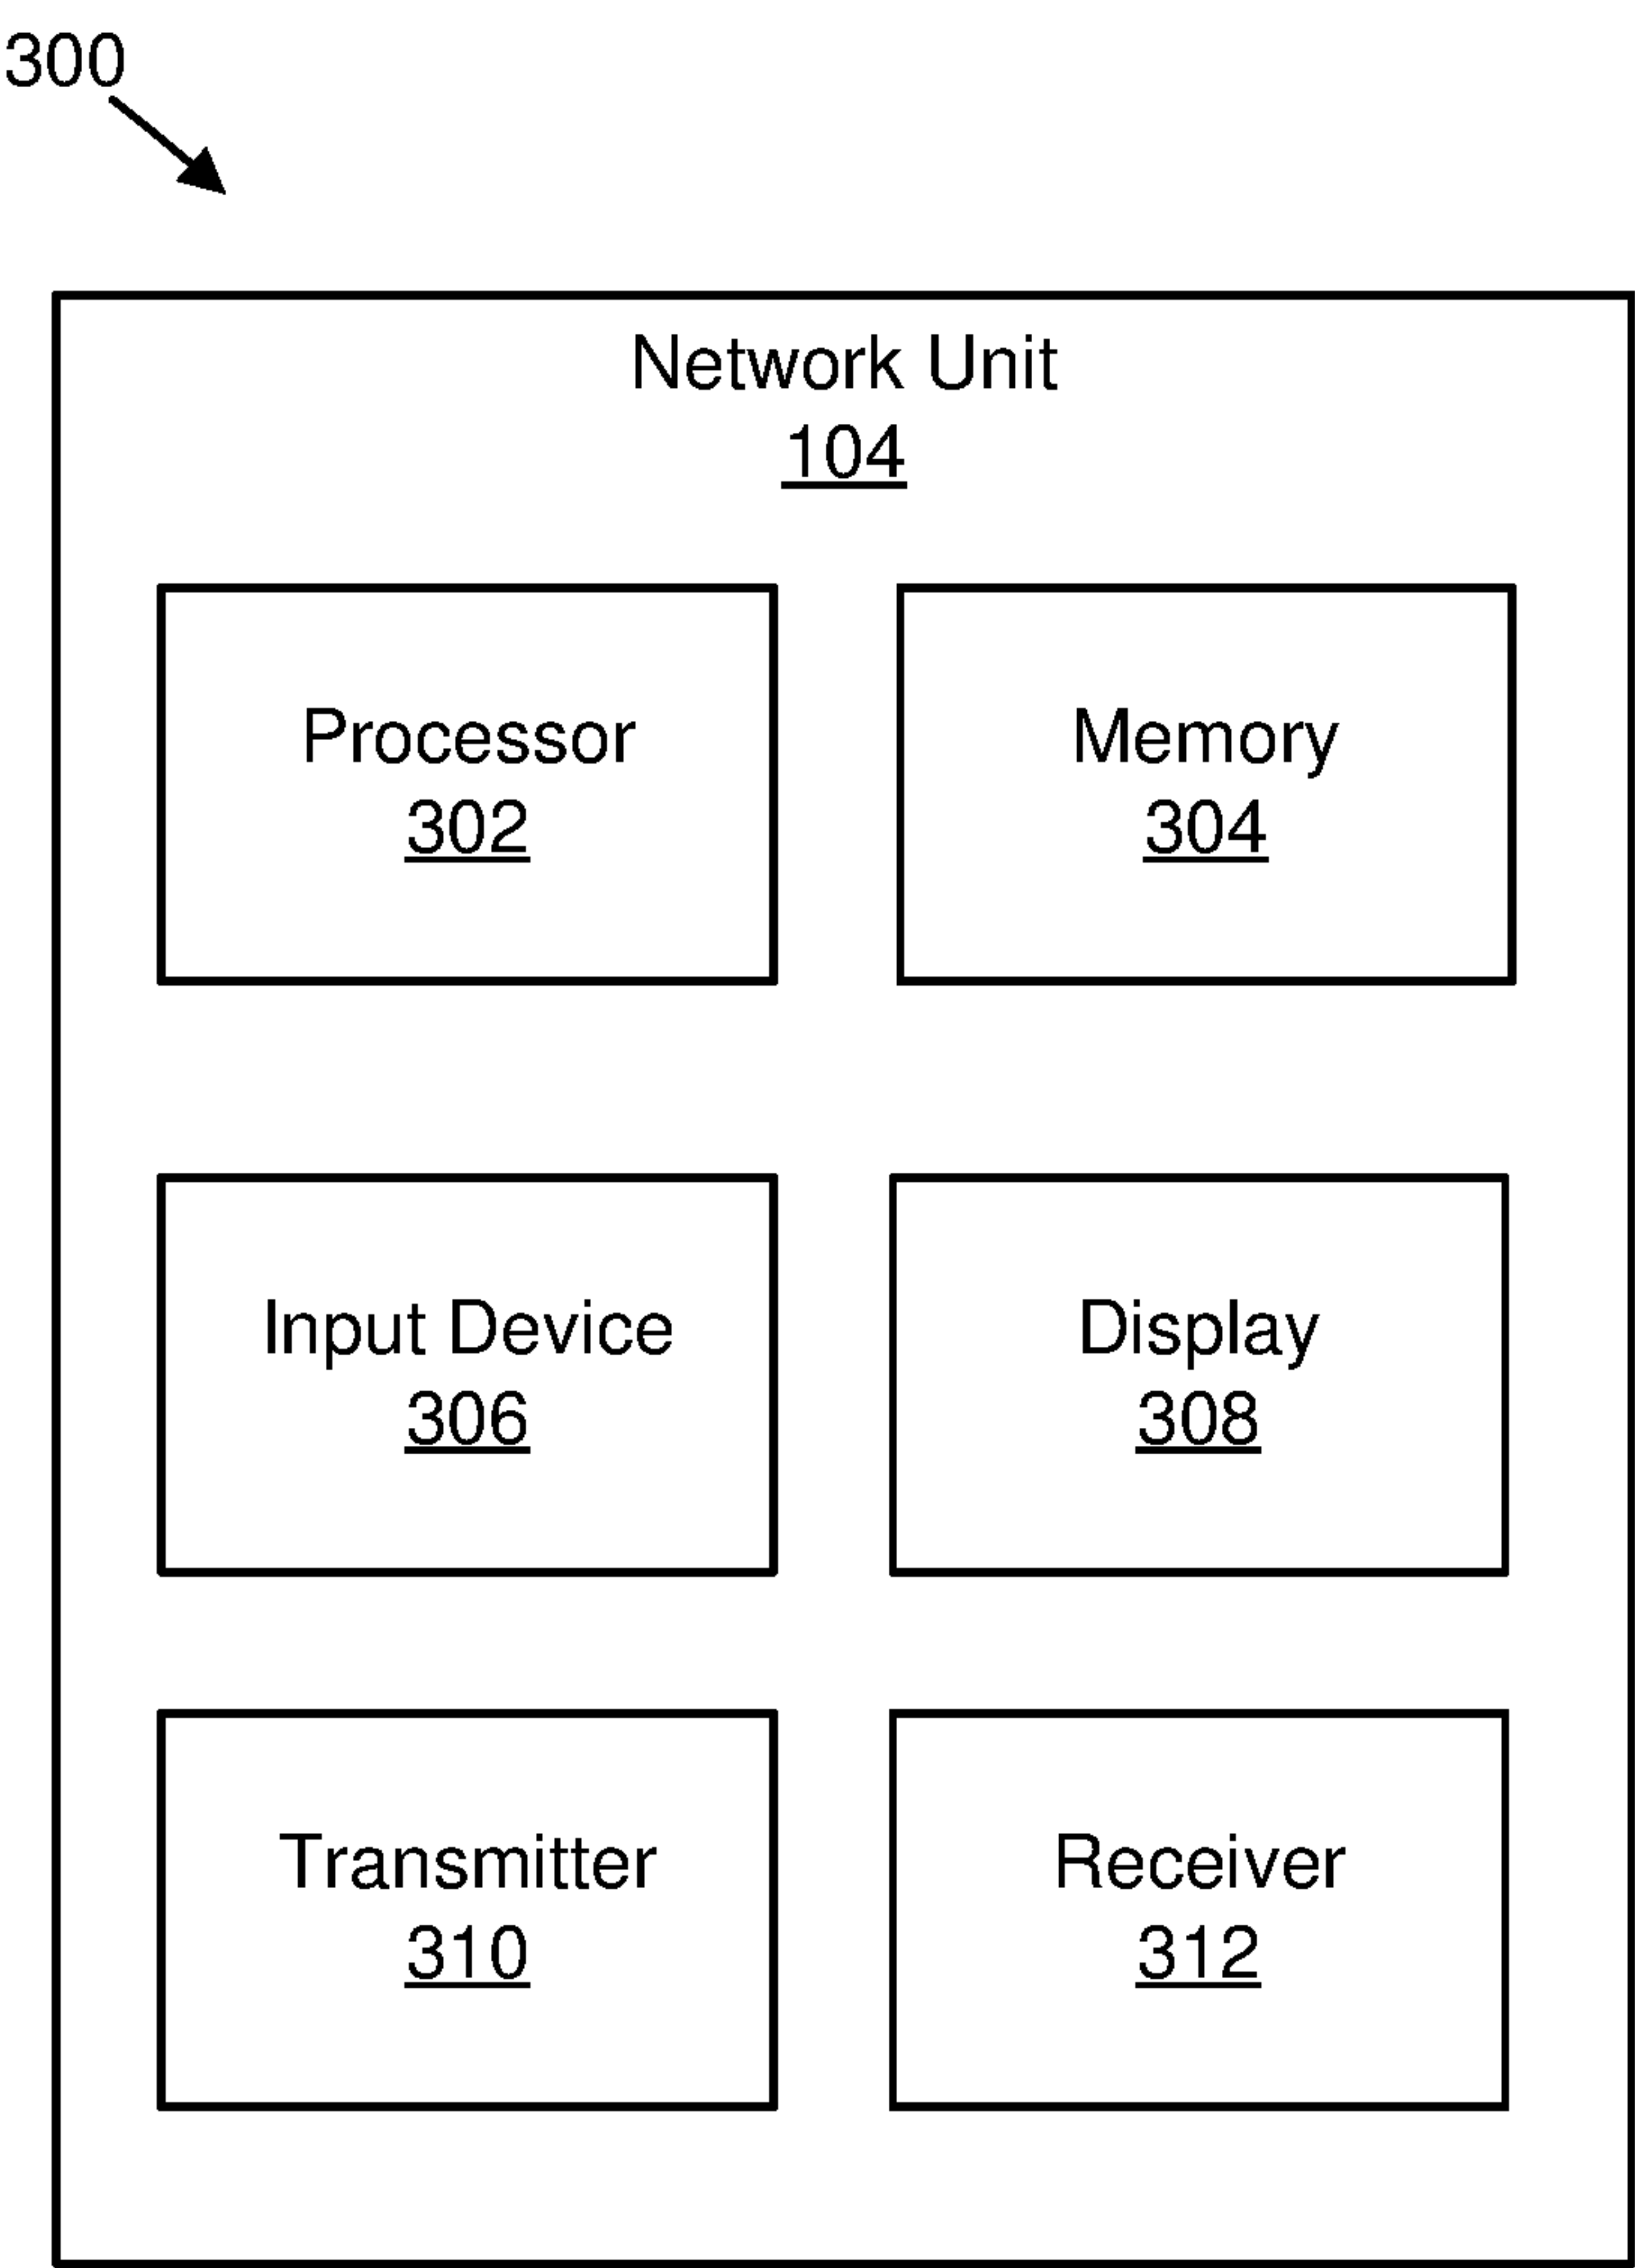 300
Network Unit
104
Processor
302
Memory
304
Input Device
306
Display
308
Transmitter
310
Receiver
312